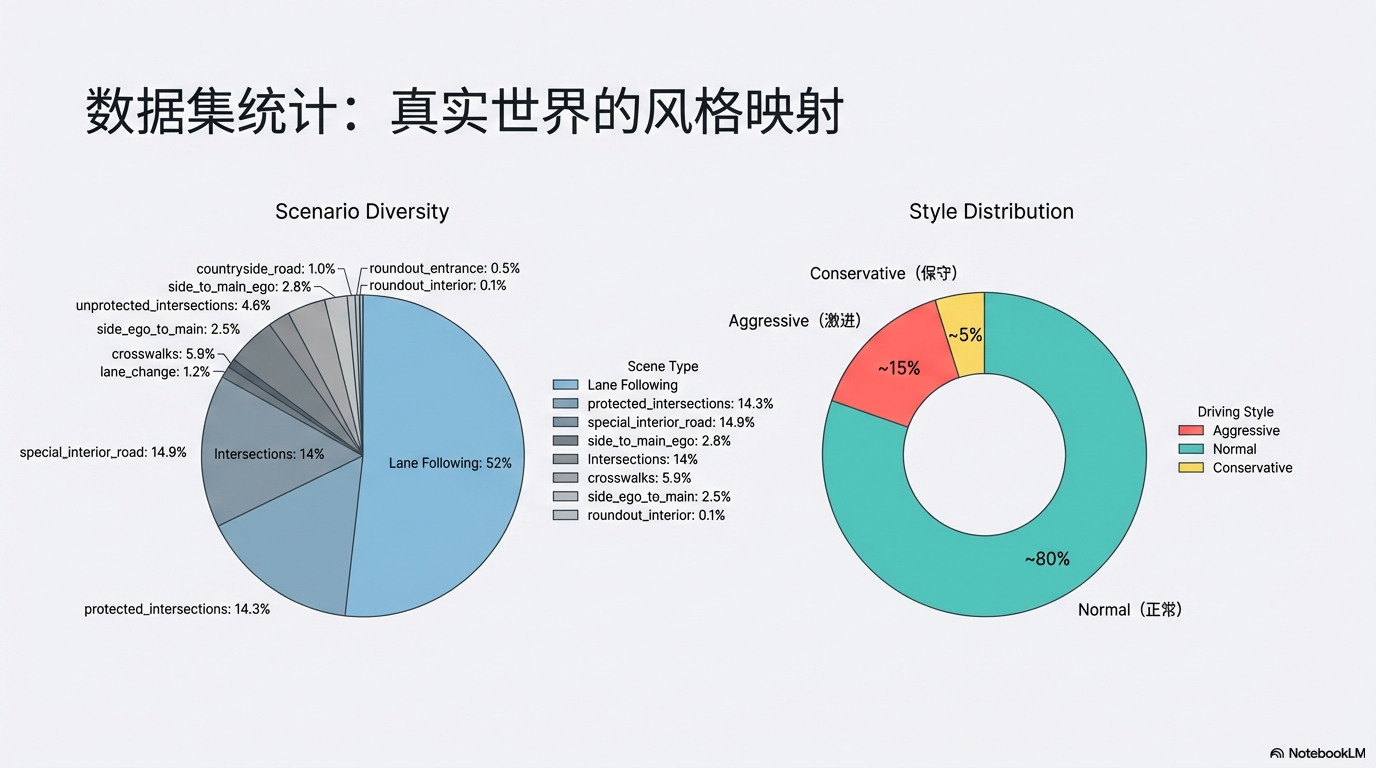 数据集统计：真实世界的风格映射
Scenario Diversity
countryside_road: 1.0%
roundout_entrance: 0.5%
side_to_main_ego: 2.8%
roundout_interior: 0.1%
unprotected_intersections: 4.6%
side_ego_to_main: 2.5%
crosswalks: 5.9%
lane_change: 1.2%
special_interior_road: 14.9%
Intersections: 14%
Lane Following: 52%
protected_intersections: 14.3%
Scene Type
Lane Following
protected_intersections: 14.3%
special_interior_road: 14.9%
side_to_main_ego: 2.8%
Intersections: 14%
crosswalks: 5.9%
side_ego_to_main: 2.5%
roundout_interior: 0.1%
Style Distribution
Conservative（保守）
Aggressive（激进）
~5%
~15%
~80%
Normal（正常）
Driving Style
Aggressive
Normal
Conservative
NotebookLM